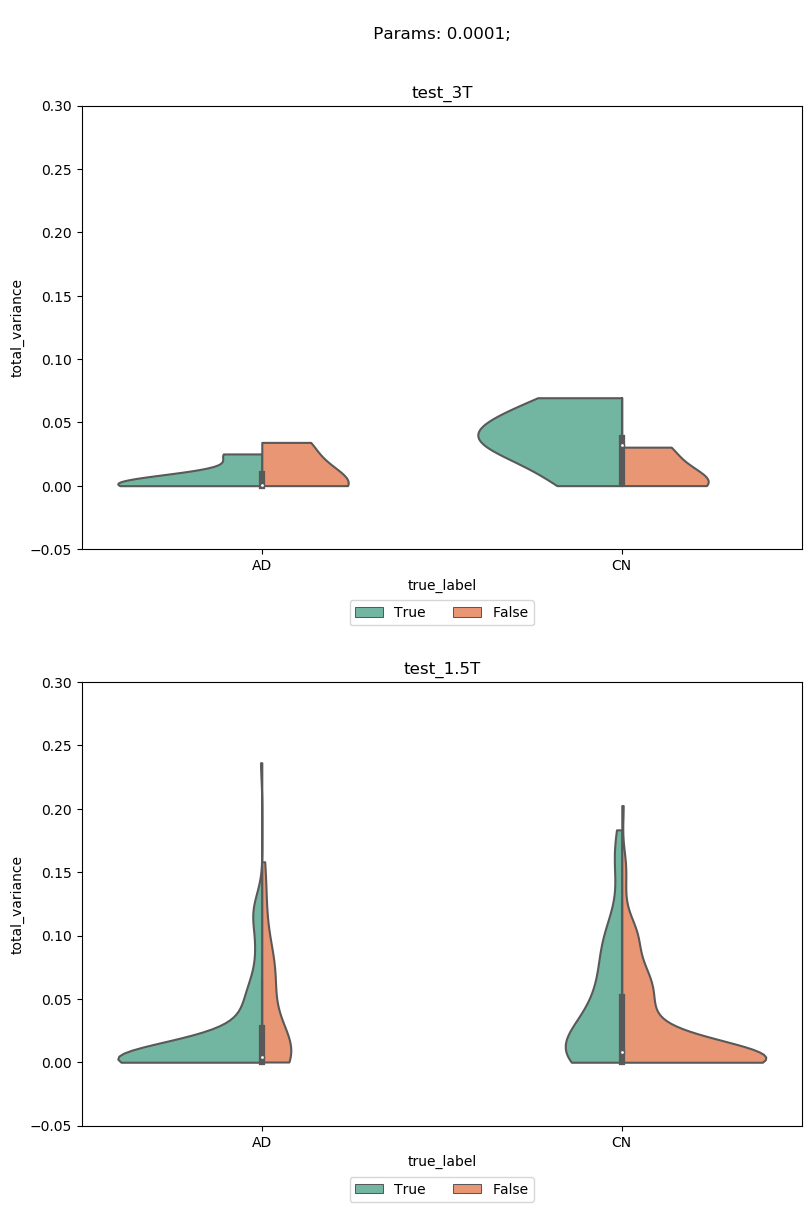 Params: 0.0001;
test_3T
0.30
0.25
0.20
0.15
0.10
0.05
0.00
−0.05
total_variance
AD CN
true_label
True False
test_1.5T
0.30
0.25
0.20
0.15
0.10
0.05
0.00
−0.05
total_variance
AD CN
true_label
True False